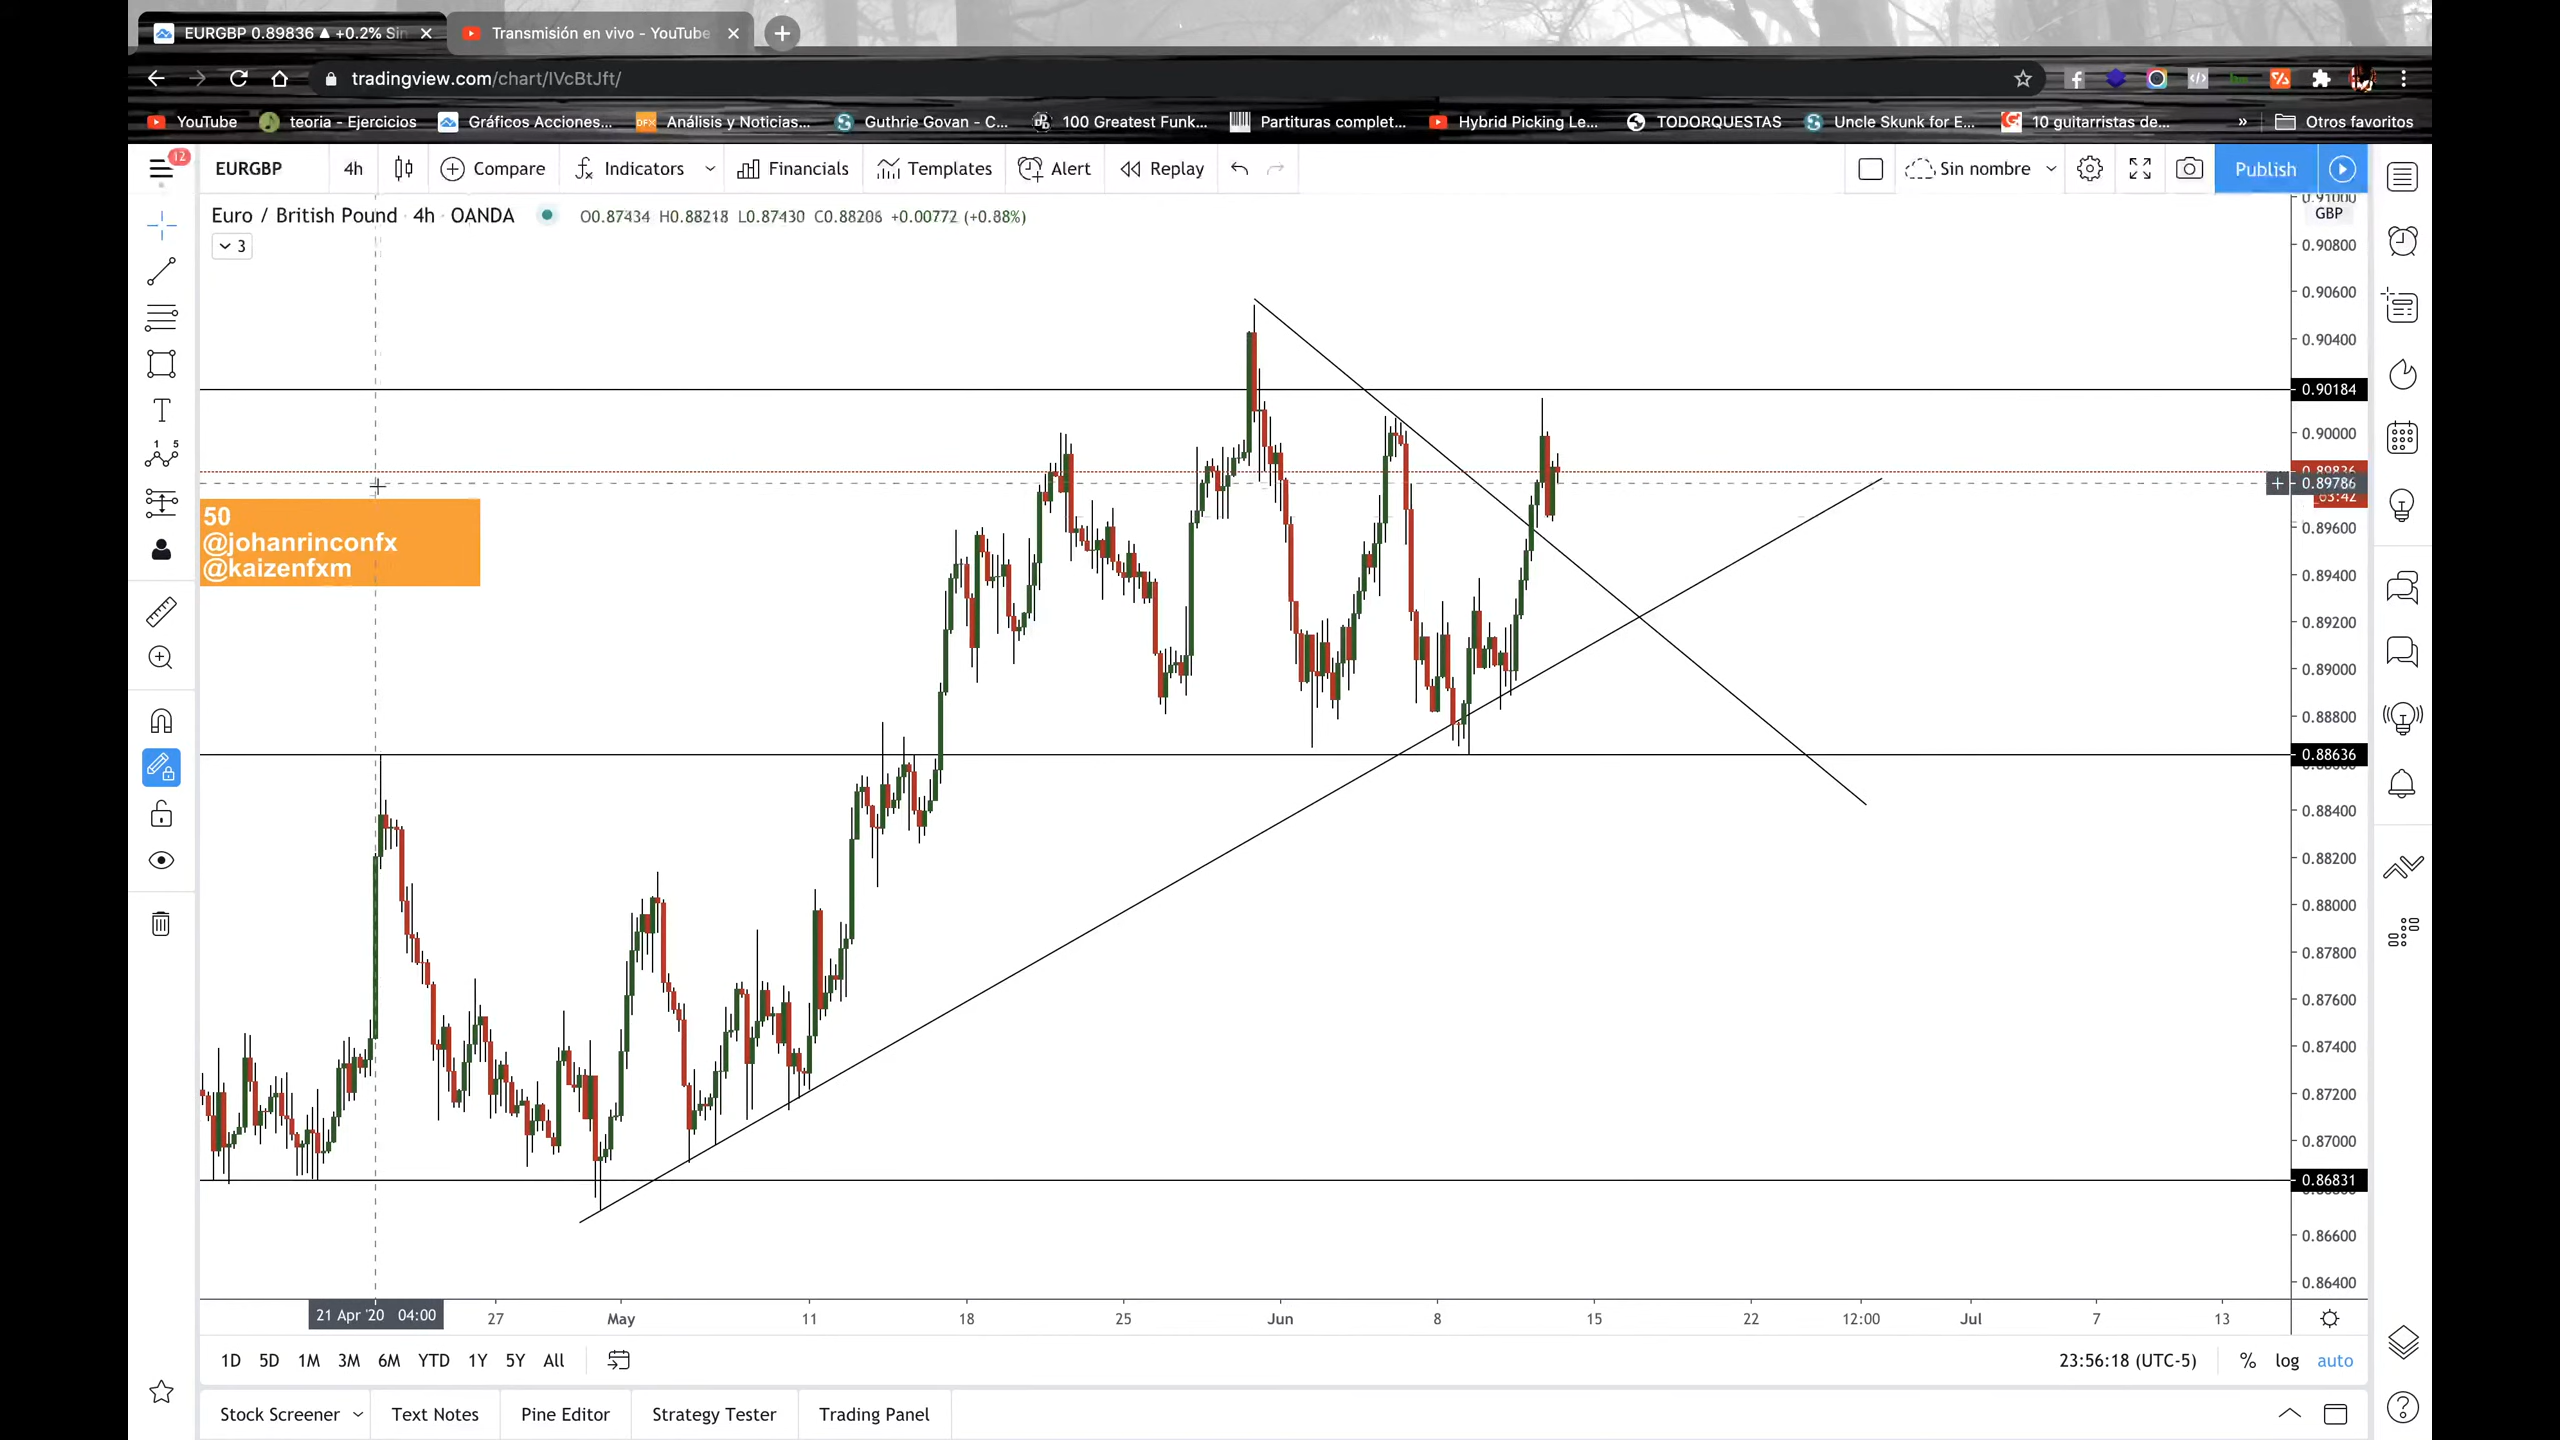 EURGBP 0.89836 ▲ +0.2% Sin
Transmisión en vivo - YouTube
tradingview.com/chart/IVcBtJft/
YouTube
teoria - Ejercicios
Gráficos Acciones...
Análisis y Noticias...
Guthrie Govan - C...
100 Greatest Funk...
Partituras complet...
Hybrid Picking Le...
TODORQUESTAS
Uncle Skunk for E...
10 guitarristas de...
»
Otros favoritos
12
EURGBP
4h
Compare
Indicators
Financials
Templates
Alert
Replay
Sin nombre
Publish
Euro / British Pound · 4h · OANDA
O0.87434 H0.88218 L0.87430 C0.88206 +0.00772 (+0.88%)
3
50
@johanrinconfx
@kaizenfxm
0.91000
GBP
0.90800
0.90600
0.90400
0.90184
0.90000
0.89836
0.89786
03:42
0.89600
0.89400
0.89200
0.89000
0.88800
0.88636
0.88400
0.88200
0.88000
0.87800
0.87600
0.87400
0.87200
0.87000
0.86831
0.86600
0.86400
21 Apr '20 04:00
27
May
11
18
25
Jun
8
15
22
12:00
Jul
7
13
1D 5D 1M 3M 6M YTD 1Y 5Y All
23:56:18 (UTC-5)
%
log
auto
Stock Screener
Text Notes
Pine Editor
Strategy Tester
Trading Panel